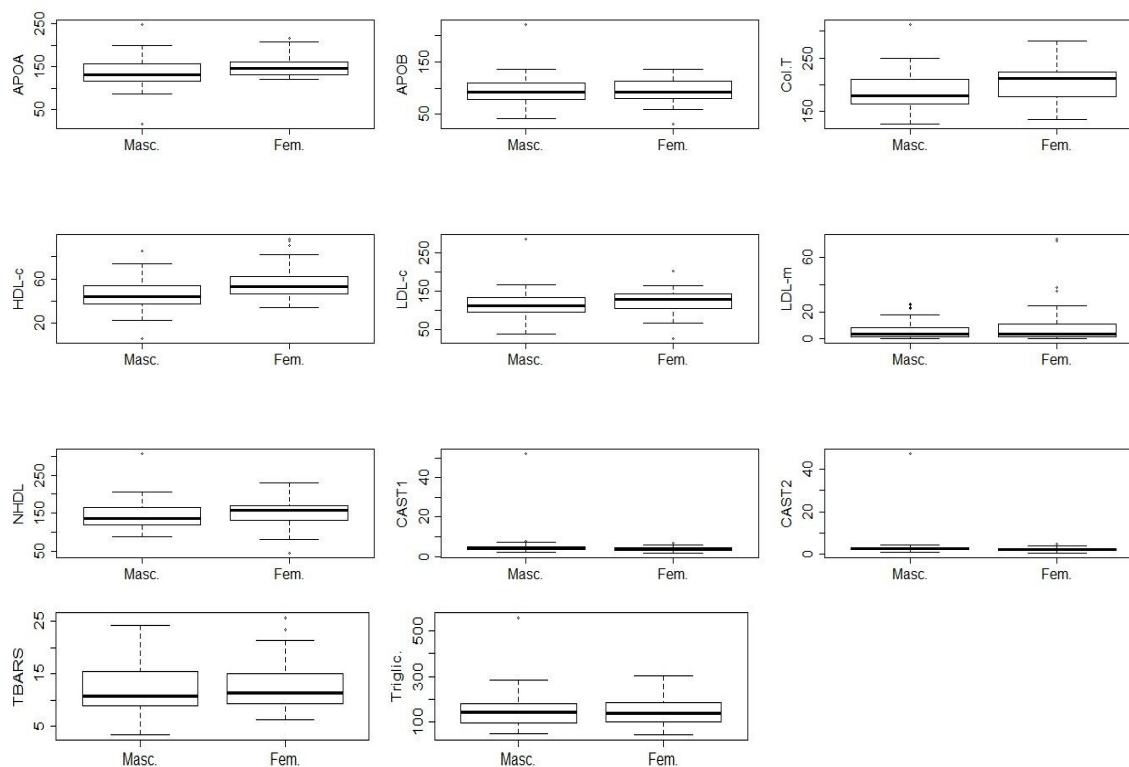 APOA
250
150
50
Masc. Fem.
APOB
150
50
Masc. Fem.
Col.T
250
150
Masc. Fem.
HDL-c
60
20
Masc. Fem.
LDL-c
250
150
50
Masc. Fem.
LDL-m
60
40
20
0
Masc. Fem.
NHDL
250
150
50
Masc. Fem.
CAST1
40
20
0
Masc. Fem.
CAST2
40
20
0
Masc. Fem.
TBARS
25
15
5
Masc. Fem.
Triglic.
500
300
100
Masc. Fem.